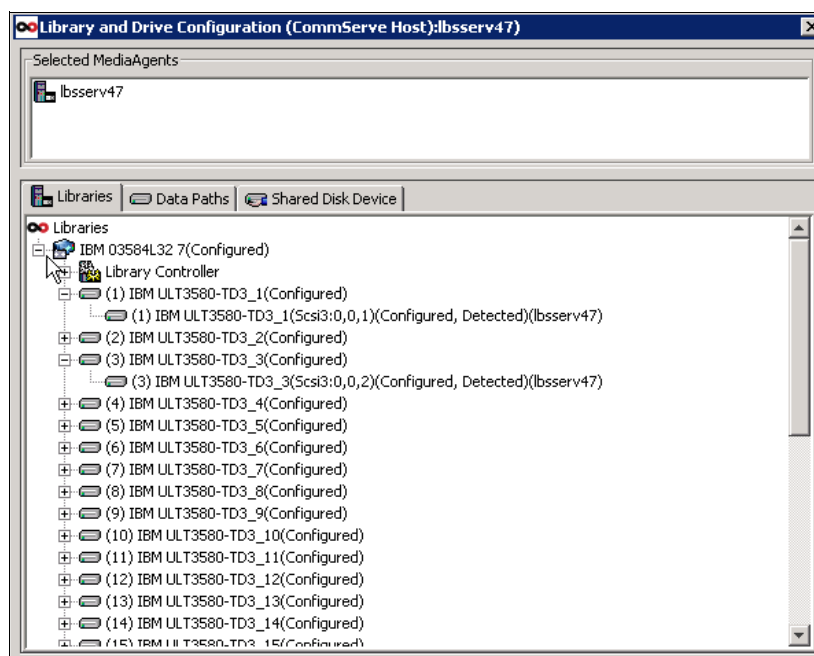 Library and Drive Configuration (CommServe Host):lbsserv47)
Selected MediaAgents
lbsserv47
Libraries
Data Paths
Shared Disk Device
Libraries
IBM 03584L32 7(Configured)
Library Controller
(1) IBM ULT3580-TD3_1(Configured)
(1) IBM ULT3580-TD3_1(Scsi3:0,0,1)(Configured, Detected)(lbsserv47)
(2) IBM ULT3580-TD3_2(Configured)
(3) IBM ULT3580-TD3_3(Configured)
(3) IBM ULT3580-TD3_3(Scsi3:0,0,2)(Configured, Detected)(lbsserv47)
(4) IBM ULT3580-TD3_4(Configured)
(5) IBM ULT3580-TD3_5(Configured)
(6) IBM ULT3580-TD3_6(Configured)
(7) IBM ULT3580-TD3_7(Configured)
(8) IBM ULT3580-TD3_8(Configured)
(9) IBM ULT3580-TD3_9(Configured)
(10) IBM ULT3580-TD3_10(Configured)
(11) IBM ULT3580-TD3_11(Configured)
(12) IBM ULT3580-TD3_12(Configured)
(13) IBM ULT3580-TD3_13(Configured)
(14) IBM ULT3580-TD3_14(Configured)
(15) IBM ULT3580-TD3_15(Configured)